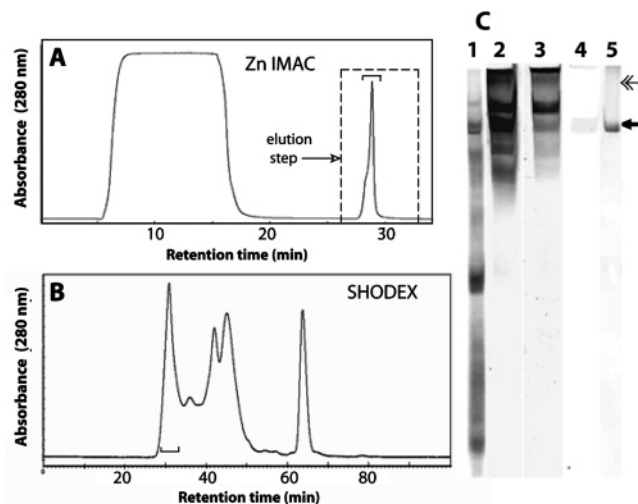 A
Zn IMAC
Absorbance (280 nm)
elution
step
10 20 30
Retention time (min)
B
SHODEX
Absorbance (280 nm)
20 40 60 80
Retention time (min)
C
1 2 3 4 5